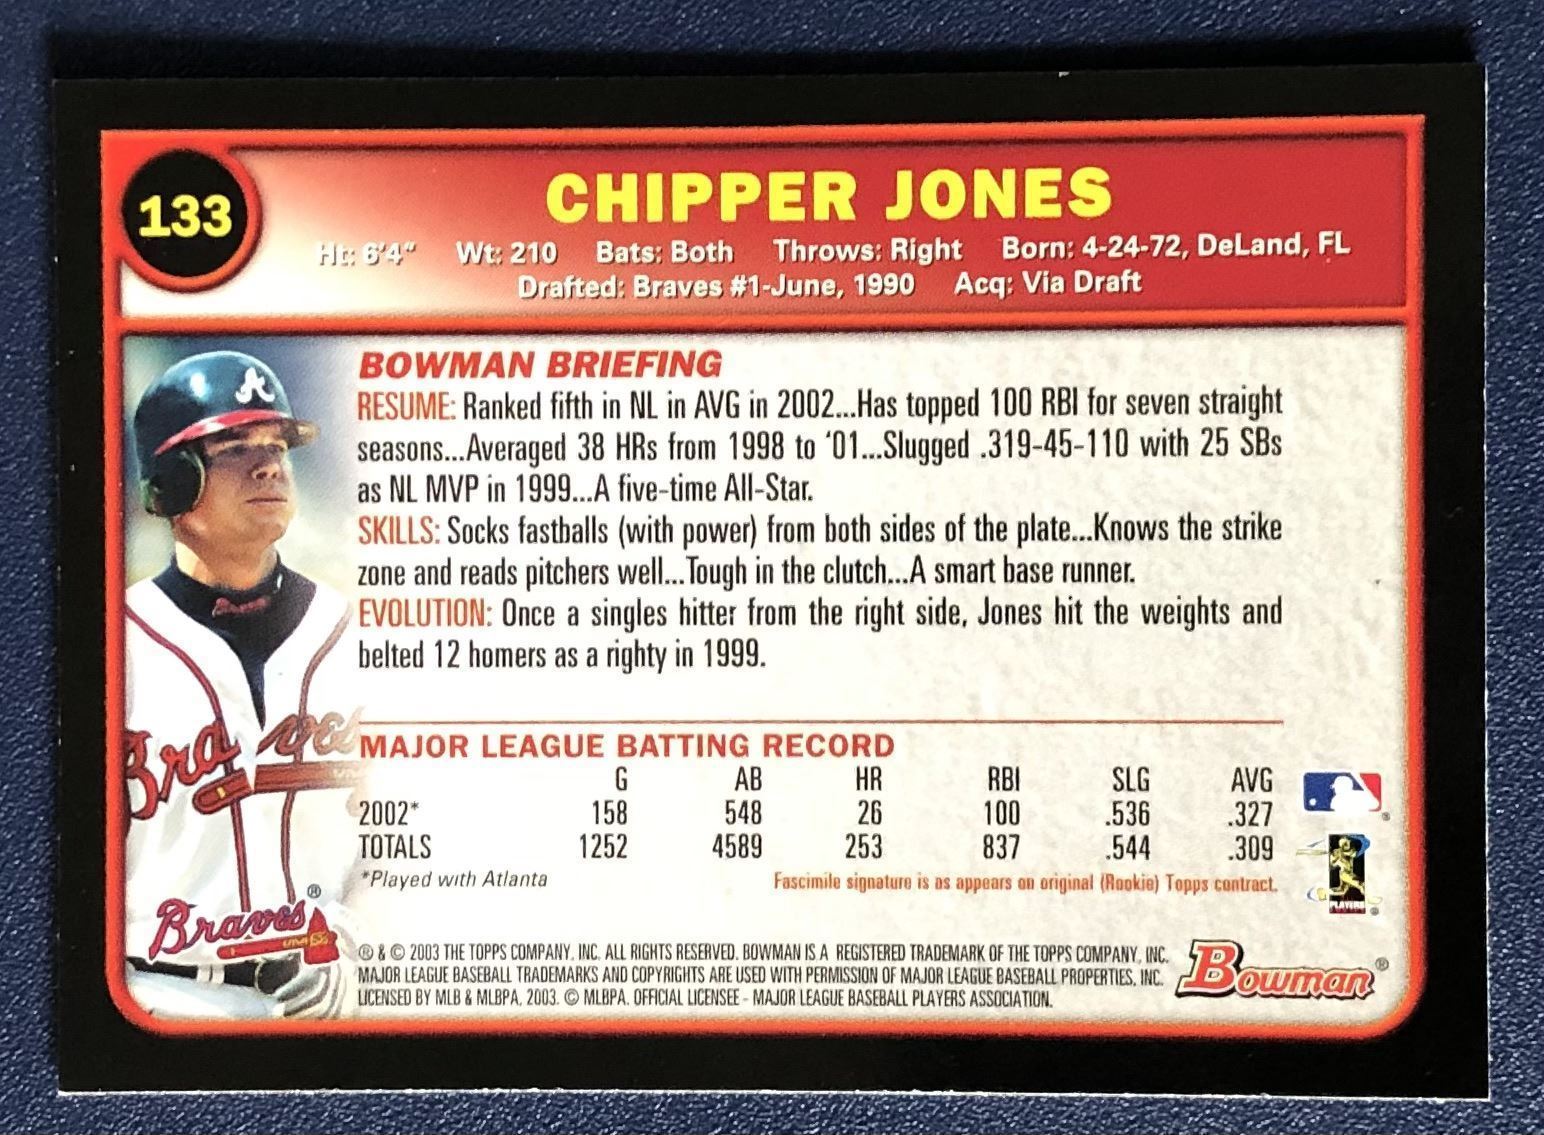 133
CHIPPER JONES
Ht: 6'4" Wt: 210 Bats: Both Throws: Right Born: 4-24-72, DeLand, FL
Drafted: Braves #1-June, 1990 Acq: Via Draft
BOWMAN BRIEFING
RESUME: Ranked fifth in NL in AVG in 2002...Has topped 100 RBI for seven straight
seasons...Averaged 38 HRs from 1998 to '01...Slugged .319-45-110 with 25 SBs
as NL MVP in 1999...A five-time All-Star.
SKILLS: Socks fastballs (with power) from both sides of the plate...Knows the strike
zone and reads pitchers well...Tough in the clutch...A smart base runner.
EVOLUTION: Once a singles hitter from the right side, Jones hit the weights and
belted 12 homers as a righty in 1999.
A
Braves
Braves
MAJOR LEAGUE BATTING RECORD
G AB HR RBI SLG AVG
2002* 158 548 26 100 .536 .327
TOTALS 1252 4589 253 837 .544 .309
*Played with Atlanta
Fascimile signature is as appears on original (Rookie) Topps contract.
®
PLAYERS ®
Braves ®
® & © 2003 THE TOPPS COMPANY, INC. ALL RIGHTS RESERVED. BOWMAN IS A REGISTERED TRADEMARK OF THE TOPPS COMPANY, INC.
MAJOR LEAGUE BASEBALL TRADEMARKS AND COPYRIGHTS ARE USED WITH PERMISSION OF MAJOR LEAGUE BASEBALL PROPERTIES, INC.
LICENSED BY MLB & MLBPA, 2003. © MLBPA. OFFICIAL LICENSEE - MAJOR LEAGUE BASEBALL PLAYERS ASSOCIATION.
Bowman ®